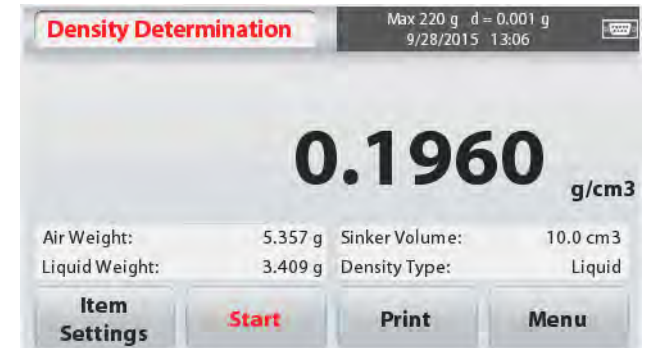 Density Determination
Max 220 g d = 0.001 g
9/28/2015 13:06
0.1960
g/cm3
Air Weight: 5.357 g Sinker Volume: 10.0 cm3
Liquid Weight: 3.409 g Density Type: Liquid
Item
Settings
Start
Print
Menu